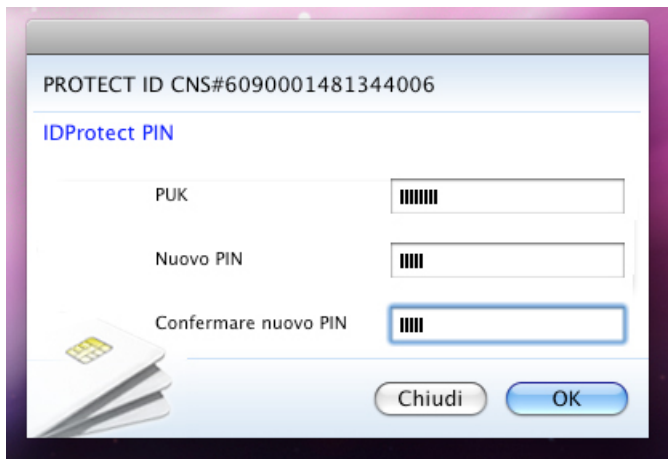 PROTECT ID CNS#6090001481344006
IDProtect PIN
PUK
Nuovo PIN
Confermare nuovo PIN
Chiudi
OK